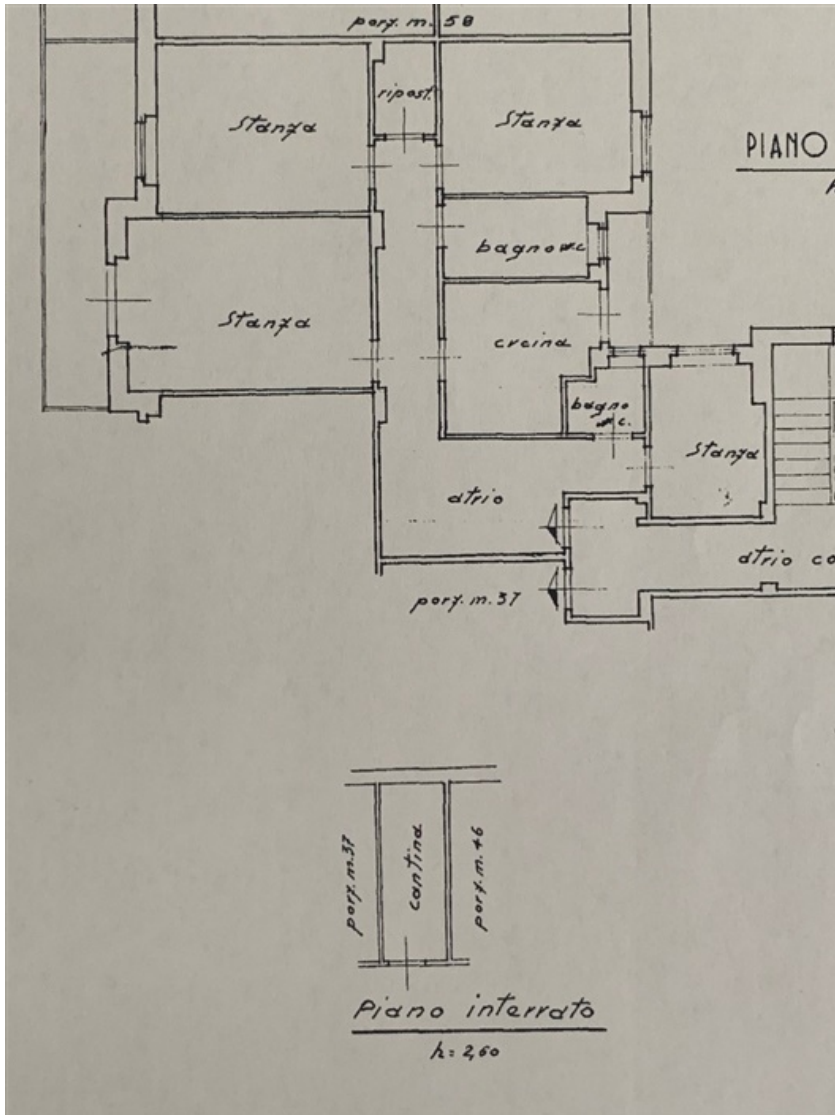 porz. m. 58
ripost.
Stanza
Stanza
PIANO
bagno w.c.
Stanza
cucina
bagno
w.c.
Stanza
atrio
atrio co
porz. m. 37
porz. m. 37
cantina
porz. m. 46
Piano interrato
h = 2,60